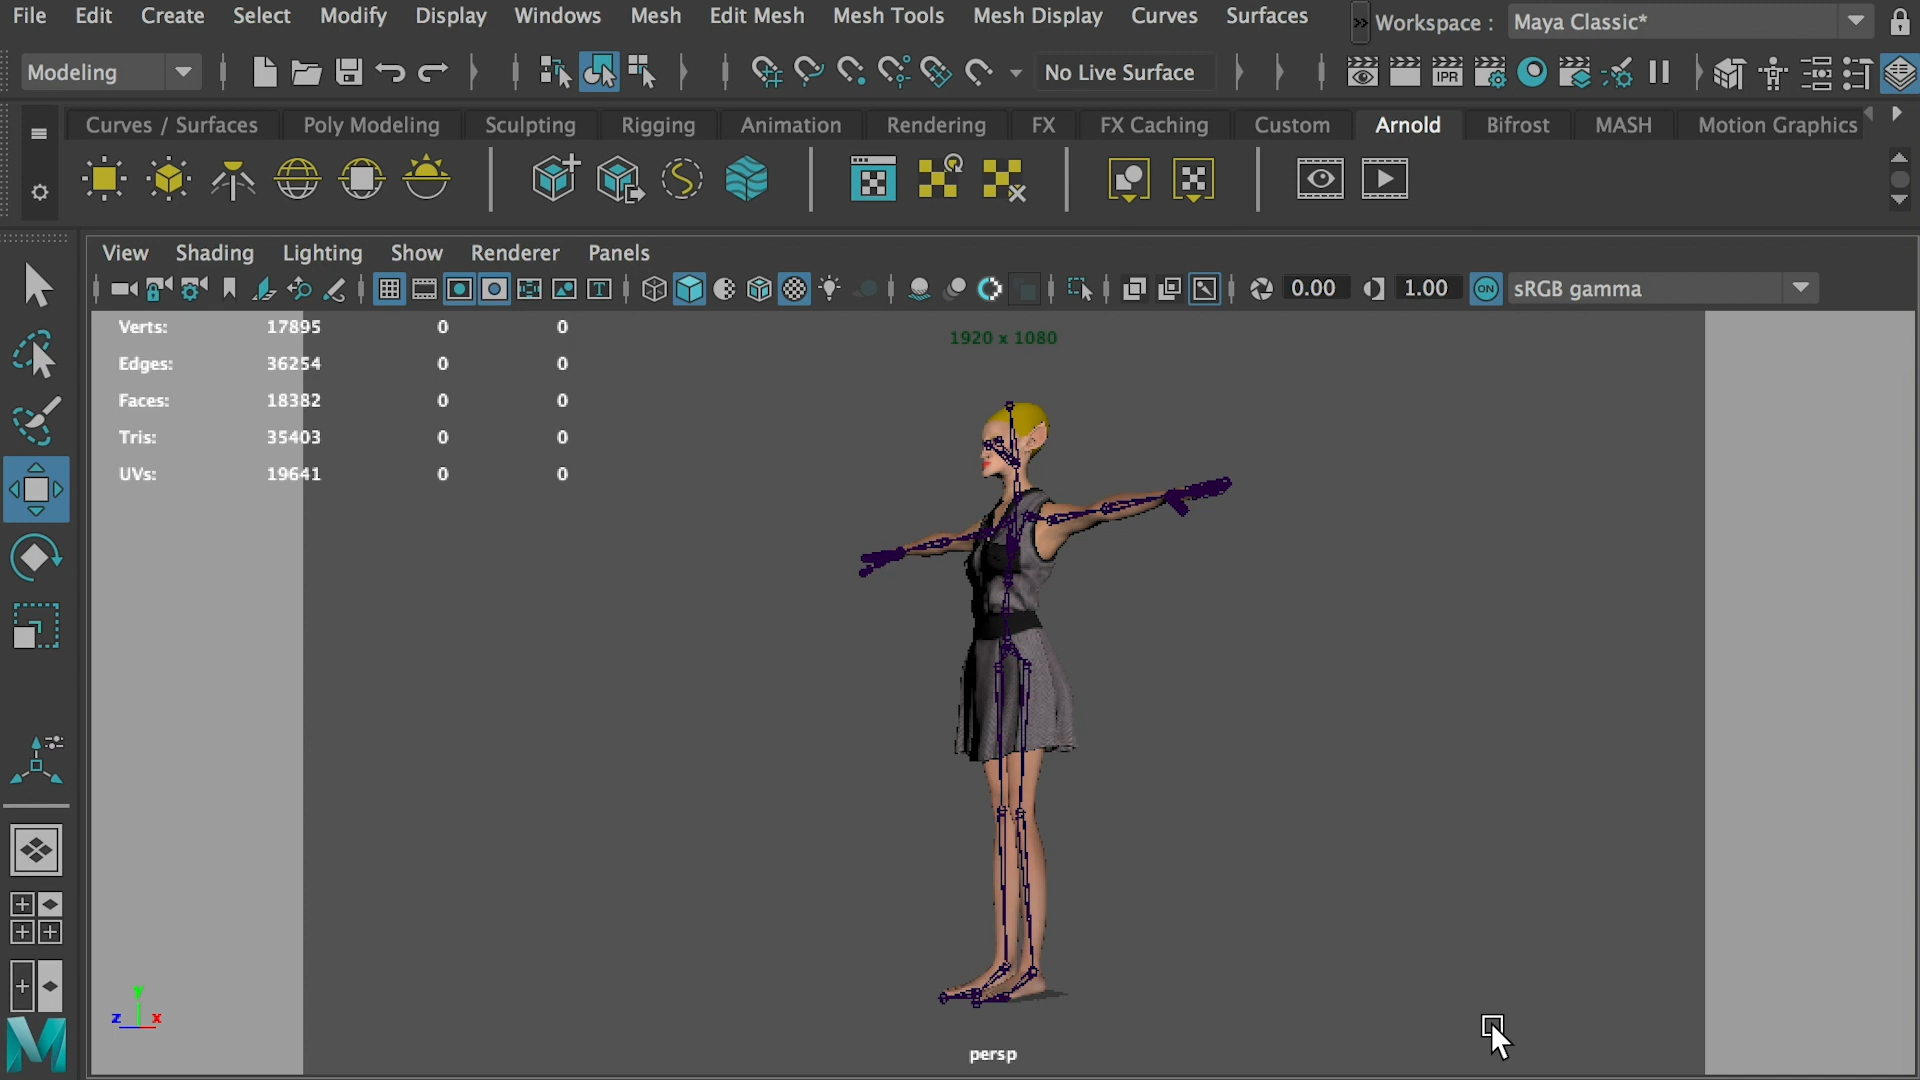 File Edit Create Select Modify Display Windows Mesh Edit Mesh Mesh Tools Mesh Display Curves Surfaces Workspace : Maya Classic*
Modeling No Live Surface IPR
Curves / Surfaces Poly Modeling Sculpting Rigging Animation Rendering FX FX Caching Custom Arnold Bifrost MASH Motion Graphics
View Shading Lighting Show Renderer Panels
T 0.00 1.00 ON sRGB gamma
Verts: 17895 0 0
1920 x 1080
Edges: 36254 0 0
Faces: 18382 0 0
Tris: 35403 0 0
UVs: 19641 0 0
y
z x
persp
M